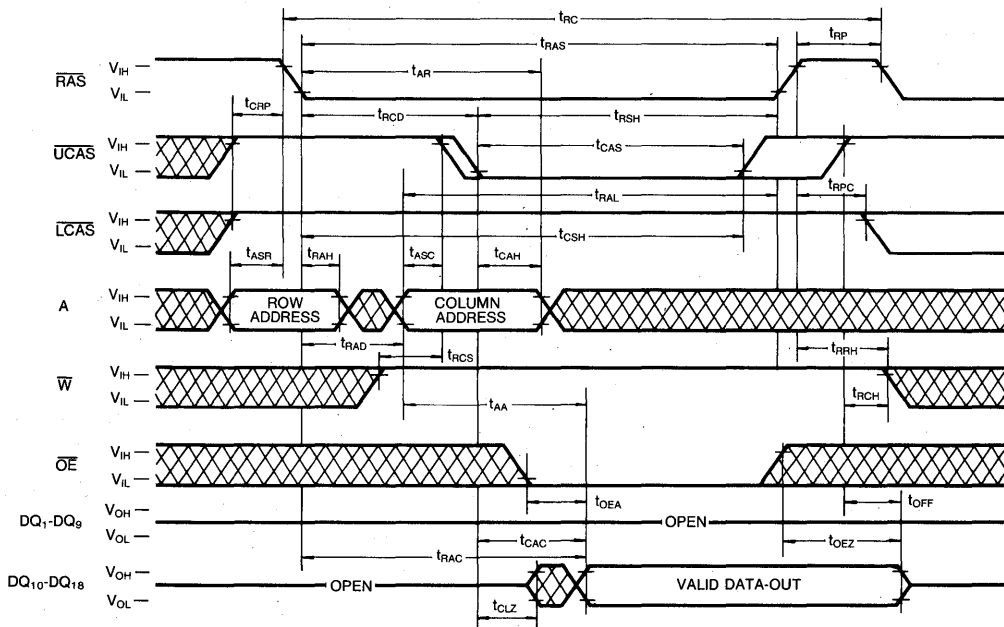 tRC
tRAS tRP
tAR
RAS VIH
VIL
tCRP tRCD tRSH
UCAS VIH
VIL
tCAS
tRAL tRPC
LCAS VIH
VIL
tCSH
tASR tRAH tASC tCAH
A VIH
VIL
ROW
ADDRESS
COLUMN
ADDRESS
tRAD tRCS tRRH
W VIH
VIL
tRCH
tAA
OE VIH
VIL
tOEA tOFF
DQ1-DQ9 VOH
VOL
OPEN
tCAC tOEZ
tRAC
DQ10-DQ18 VOH
VOL
OPEN
VALID DATA-OUT
tCLZ